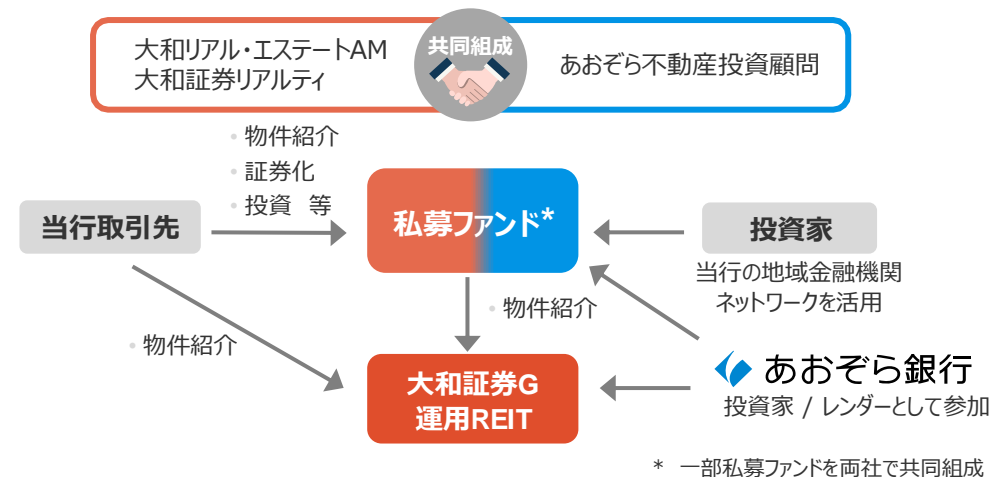 大和リアル・エステートAM
大和証券リアルティ
共同組成
あおぞら不動産投資顧問
・物件紹介
・証券化
・投資 等
当行取引先
私募ファンド*
投資家
当行の地域金融機関
ネットワークを活用
・物件紹介
・物件紹介
大和証券G
運用REIT
あおぞら銀行
投資家 / レンダーとして参加
* 一部私募ファンドを両社で共同組成